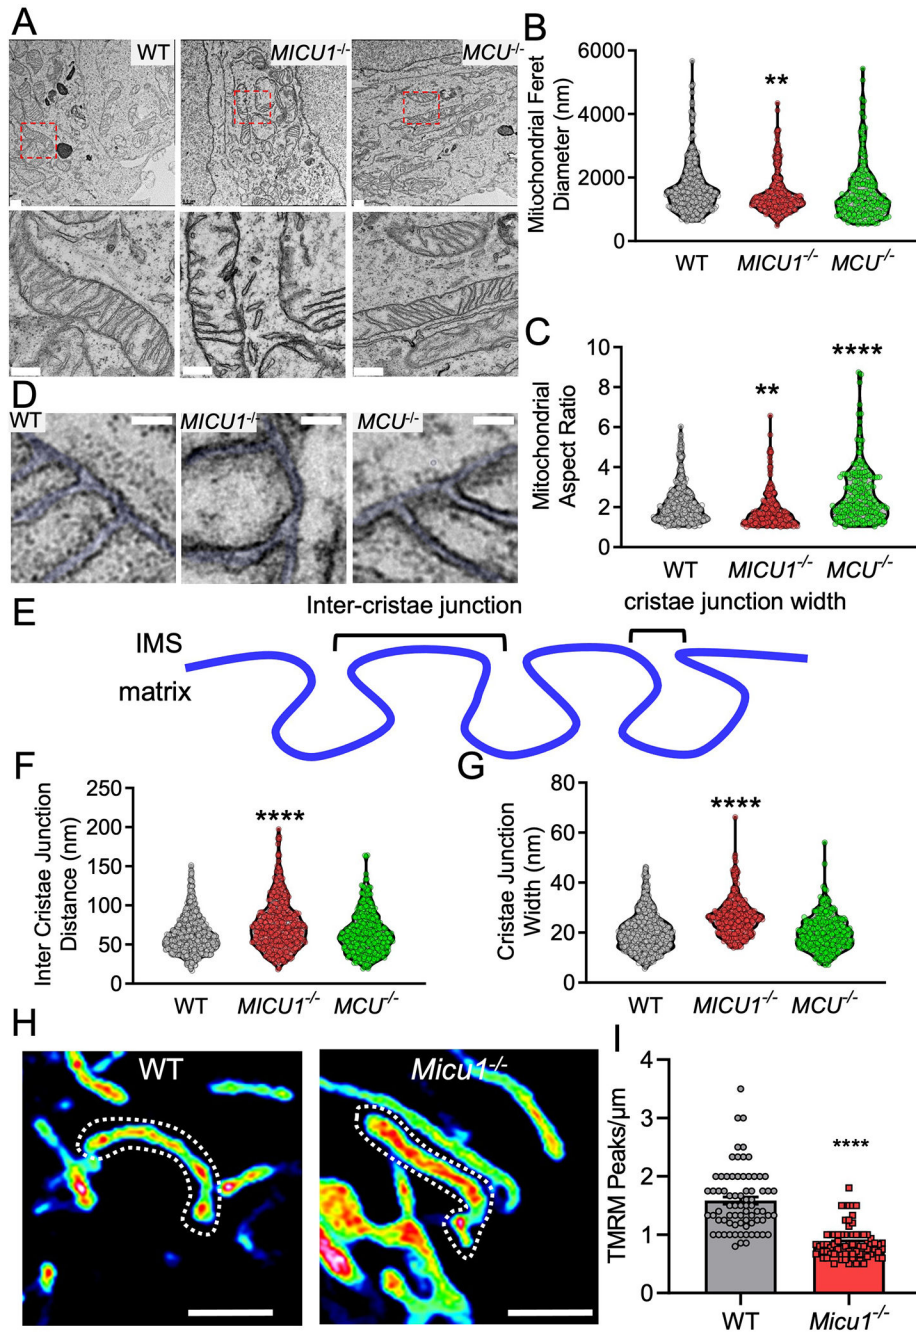 A
WT
MICU1-/-
MCU-/-
B
Mitochondrial Feret
Diameter (nm)
6000
4000
2000
0
**
WT
MICU1-/-
MCU-/-
C
Mitochondrial
Aspect Ratio
10
8
6
4
2
0
**
****
WT
MICU1-/-
MCU-/-
D
WT
MICU1-/-
MCU-/-
E
Inter-cristae junction
cristae junction width
IMS
matrix
F
Inter Cristae Junction
Distance (nm)
250
200
150
100
50
0
****
WT
MICU1-/-
MCU-/-
G
Cristae Junction
Width (nm)
80
60
40
20
0
****
WT
MICU1-/-
MCU-/-
H
WT
Micu1-/-
I
TMRM Peaks/µm
4
3
2
1
0
****
WT
Micu1-/-